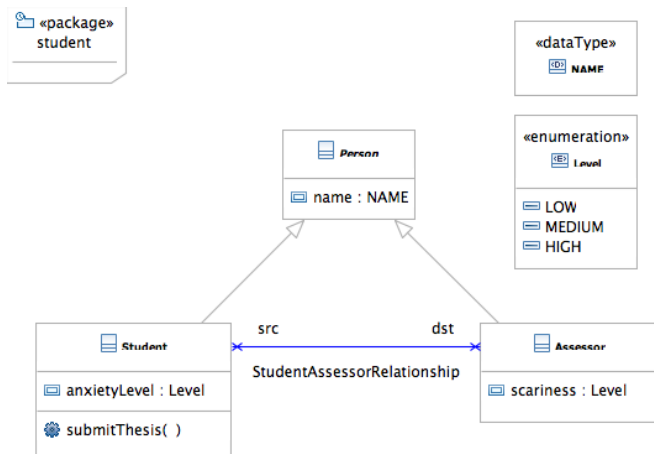 «package»
student
«dataType»
NAME
«enumeration»
Level
LOW
MEDIUM
HIGH
Person
name : NAME
src
dst
StudentAssessorRelationship
Student
anxietyLevel : Level
submitThesis( )
Assessor
scariness : Level